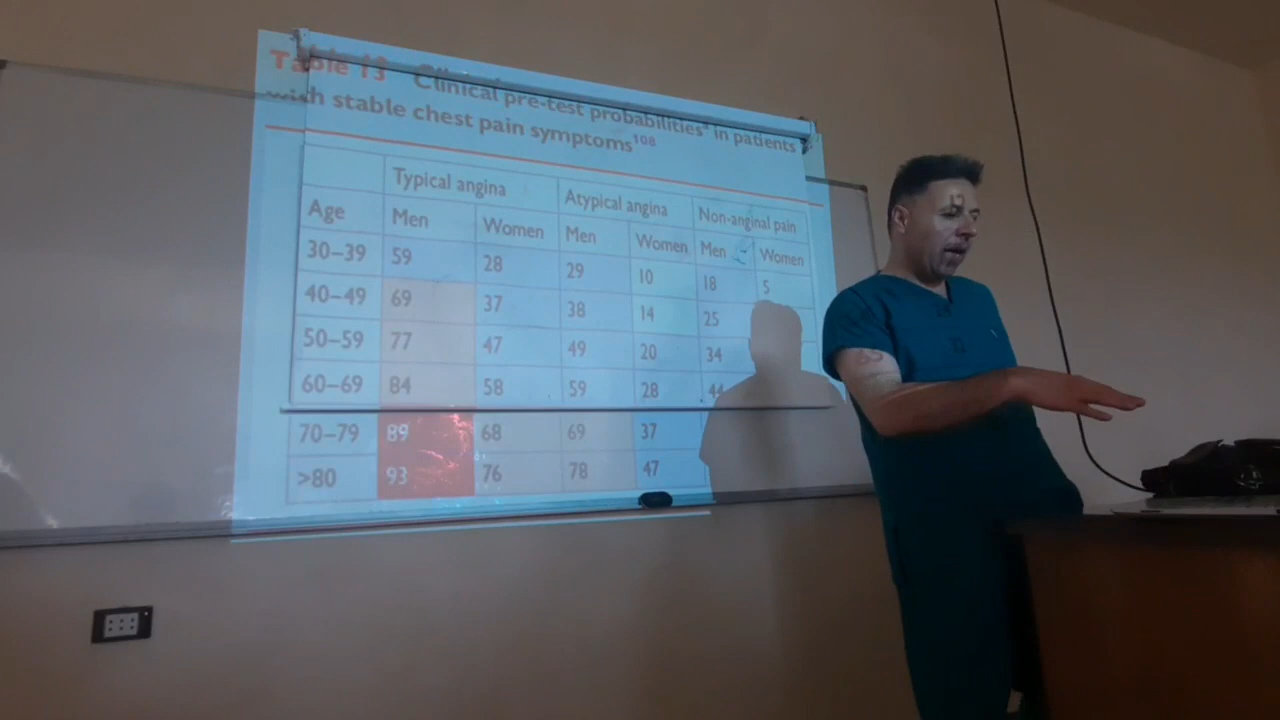 Table 13 Clinical pre-test probabilitiesᵃ in patients
with stable chest pain symptoms¹⁰⁸
Typical angina Atypical angina Non-anginal pain
Age Men Women Men Women Men Women
30–39 59 28 29 10 18 5
40–49 69 37 38 14 25
50–59 77 47 49 20 34
60–69 84 58 59 28 44
70–79 89 68 69 37
>80 93 76 78 47